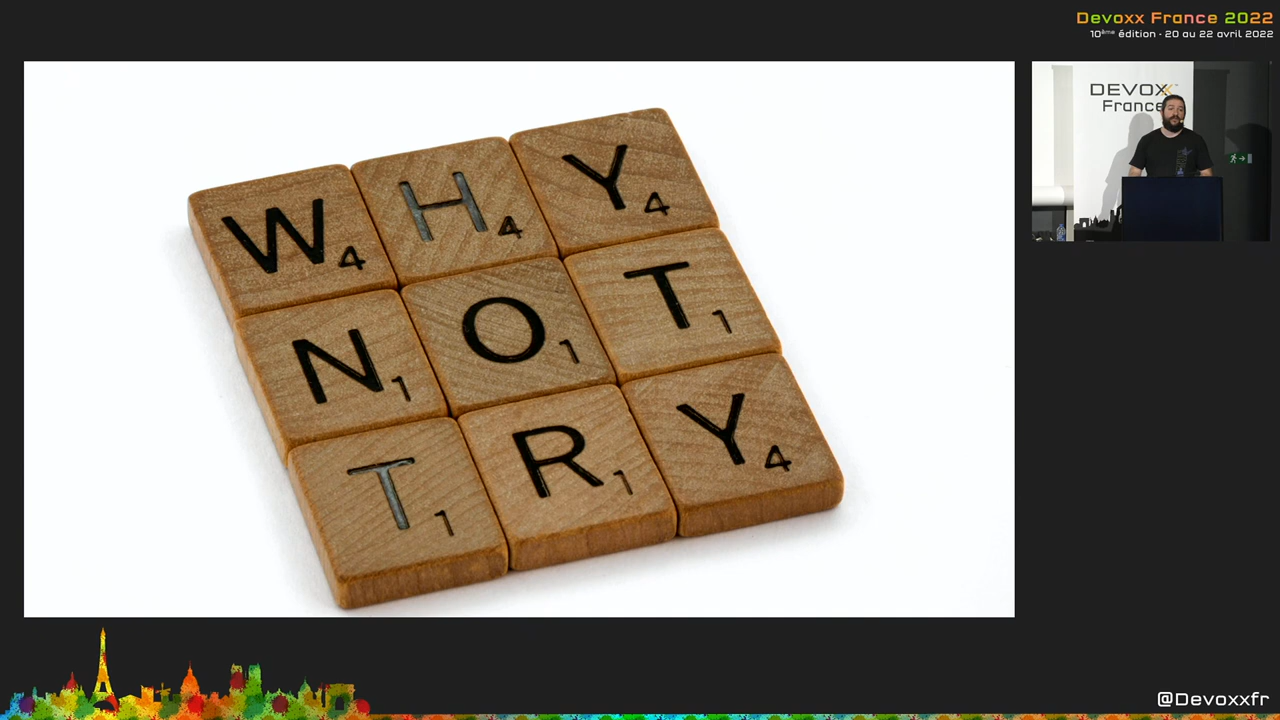 Devoxx France 2022
10ème édition • 20 au 22 avril 2022
DEVOXX
France
W4 H4 Y4
N1 O1 T1
T1 R1 Y4
@Devoxxfr